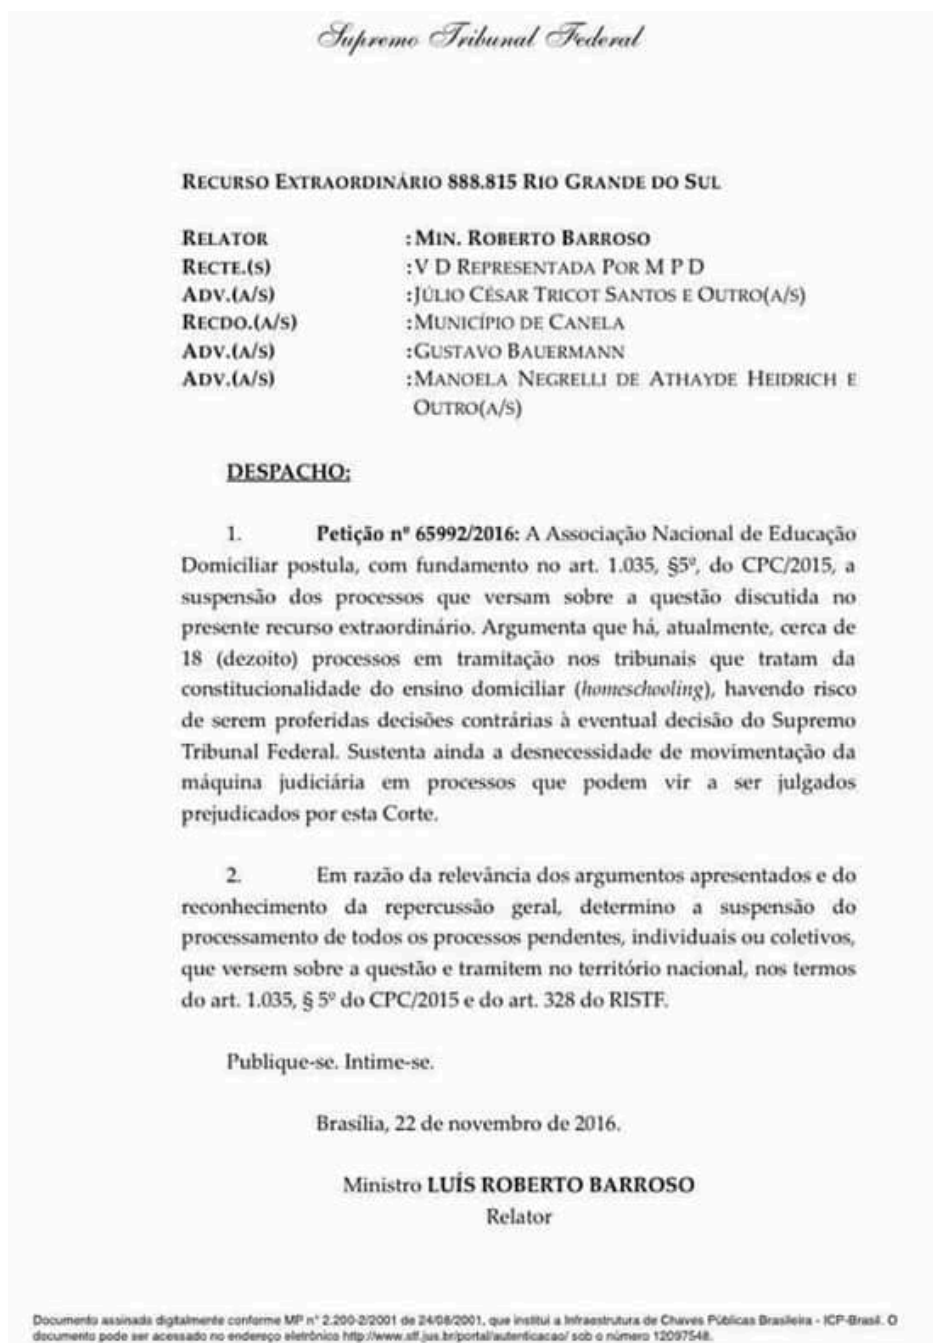 Supremo Tribunal Federal
RECURSO EXTRAORDINÁRIO 888.815 RIO GRANDE DO SUL
RELATOR : MIN. ROBERTO BARROSO
RECTE.(S) : V D REPRESENTADA POR M P D
ADV.(A/S) : JÚLIO CÉSAR TRICOT SANTOS E OUTRO(A/S)
RECDO.(A/S) : MUNICÍPIO DE CANELA
ADV.(A/S) : GUSTAVO BAUERMANN
ADV.(A/S) : MANOELA NEGRELLI DE ATHAYDE HEIDRICH E
OUTRO(A/S)
DESPACHO:
1. Petição nº 65992/2016: A Associação Nacional de Educação
Domiciliar postula, com fundamento no art. 1.035, §5º, do CPC/2015, a
suspensão dos processos que versam sobre a questão discutida no
presente recurso extraordinário. Argumenta que há, atualmente, cerca de
18 (dezoito) processos em tramitação nos tribunais que tratam da
constitucionalidade do ensino domiciliar (homeschooling), havendo risco
de serem proferidas decisões contrárias à eventual decisão do Supremo
Tribunal Federal. Sustenta ainda a desnecessidade de movimentação da
máquina judiciária em processos que podem vir a ser julgados
prejudicados por esta Corte.
2. Em razão da relevância dos argumentos apresentados e do
reconhecimento da repercussão geral, determino a suspensão do
processamento de todos os processos pendentes, individuais ou coletivos,
que versem sobre a questão e tramitem no território nacional, nos termos
do art. 1.035, § 5º do CPC/2015 e do art. 328 do RISTF.
Publique-se. Intime-se.
Brasília, 22 de novembro de 2016.
Ministro LUÍS ROBERTO BARROSO
Relator
Documento assinado digitalmente conforme MP n° 2.200-2/2001 de 24/08/2001, que institui a Infraestrutura de Chaves Públicas Brasileira - ICP-Brasil. O
documento pode ser acessado no endereço eletrônico http://www.stf.jus.br/portal/autenticacao/ sob o número 12097548.